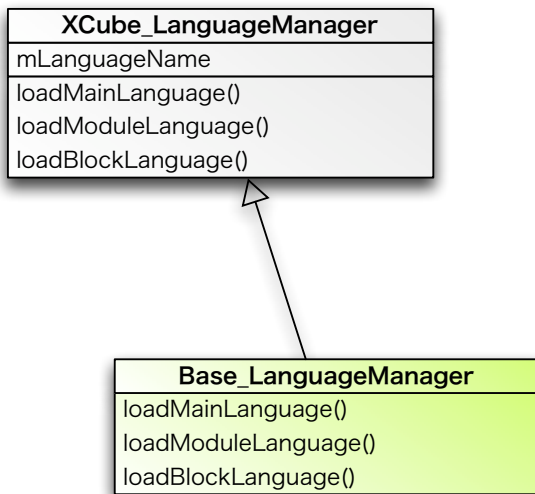 XCube_LanguageManager
mLanguageName
loadMainLanguage()
loadModuleLanguage()
loadBlockLanguage()
Base_LanguageManager
loadMainLanguage()
loadModuleLanguage()
loadBlockLanguage()